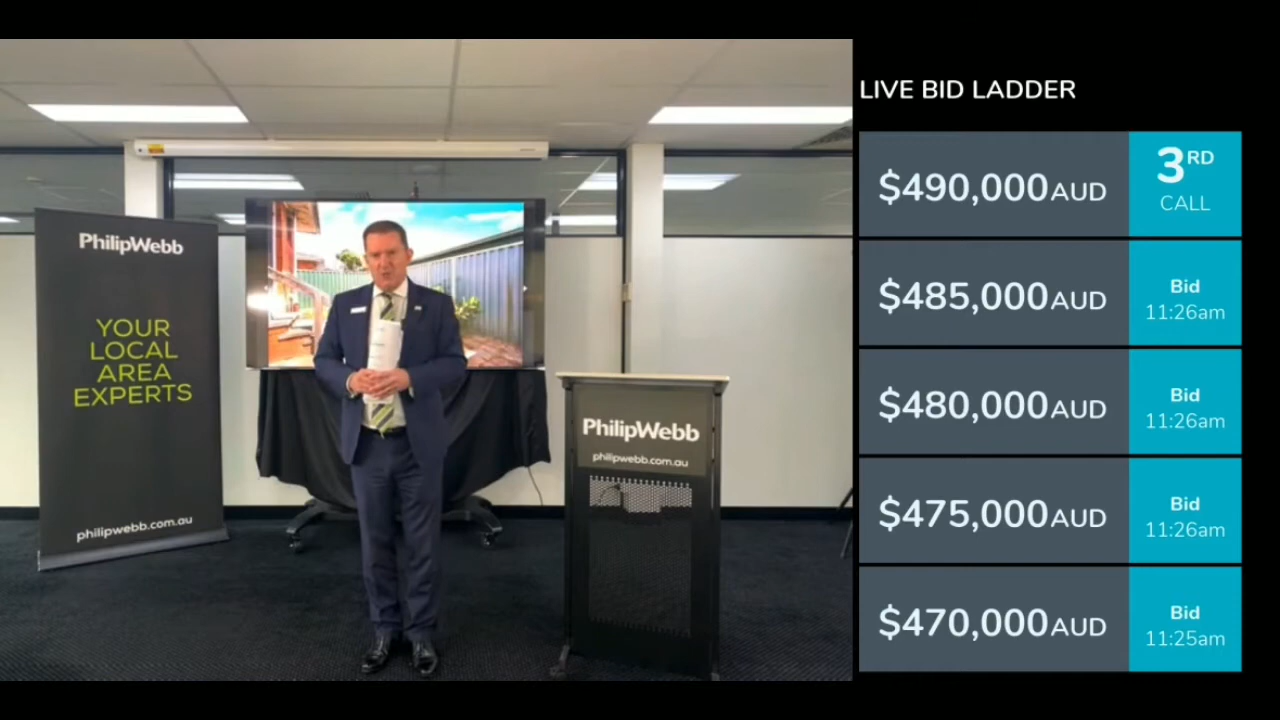 PhilipWebb
YOUR
LOCAL
AREA
EXPERTS
philipwebb.com.au
PhilipWebb
philipwebb.com.au
LIVE BID LADDER
$490,000AUD
3RD
CALL
$485,000AUD
Bid
11:26am
$480,000AUD
Bid
11:26am
$475,000AUD
Bid
11:26am
$470,000AUD
Bid
11:25am